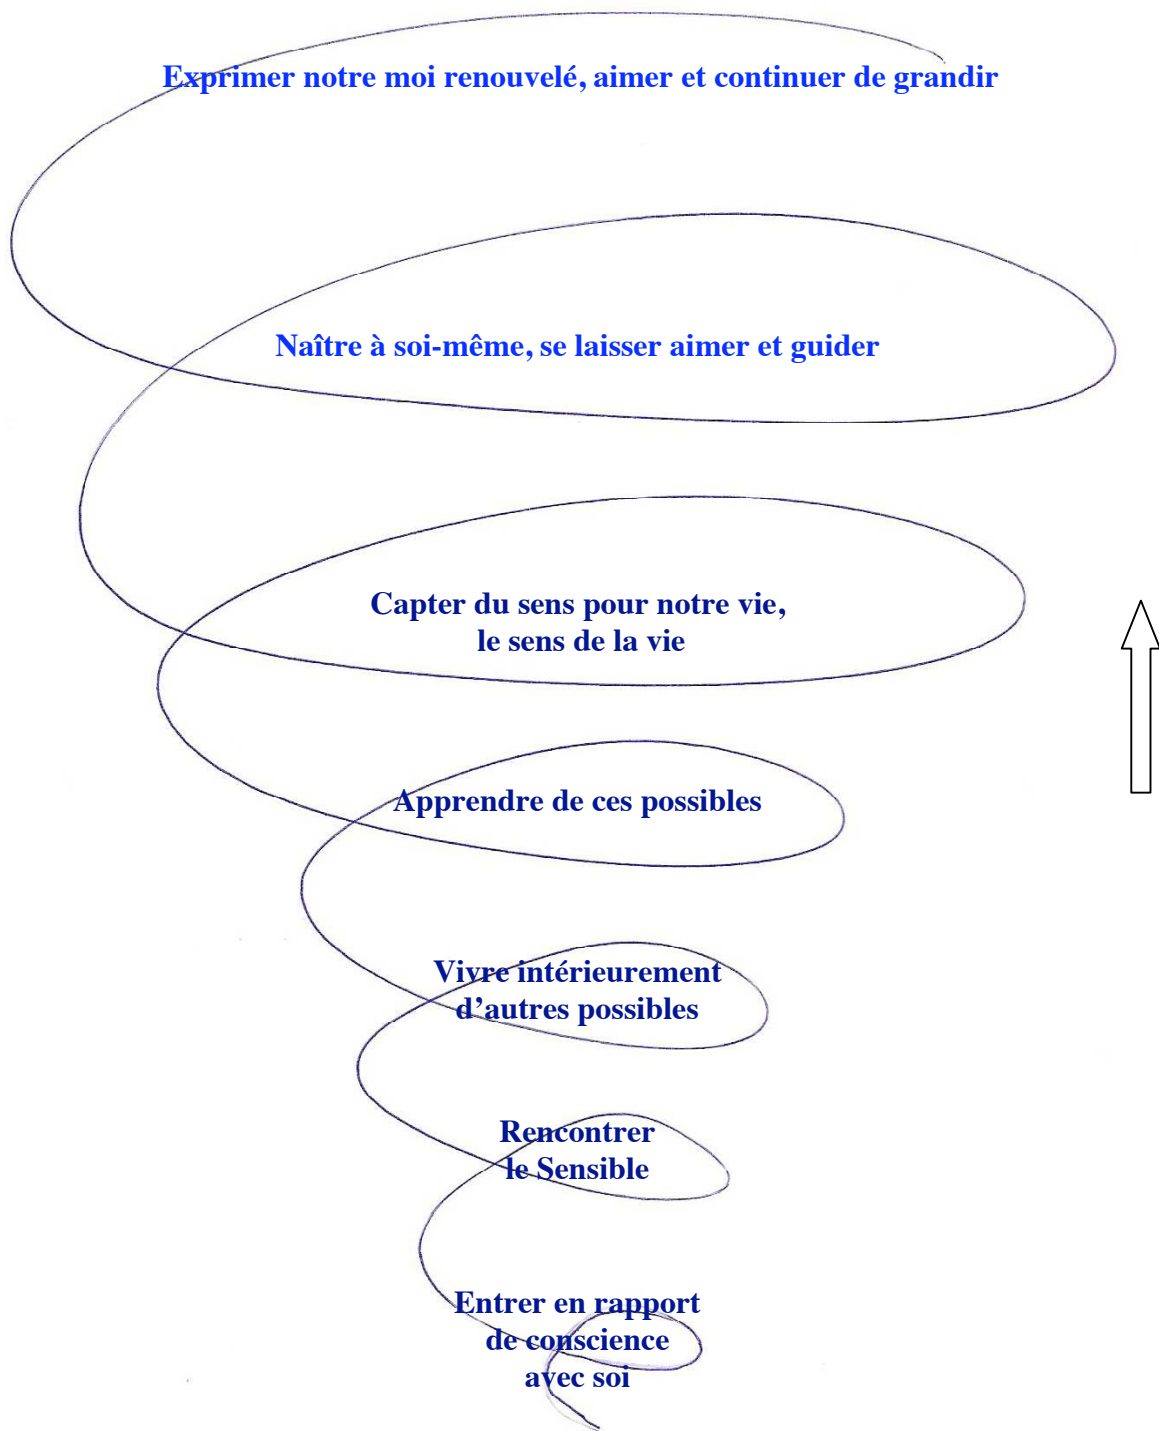 Exprimer notre moi renouvelé, aimer et continuer de grandir
Naître à soi-même, se laisser aimer et guider
Capter du sens pour notre vie,
le sens de la vie
Apprendre de ces possibles
Vivre intérieurement
d’autres possibles
Rencontrer
le Sensible
Entrer en rapport
de conscience
avec soi